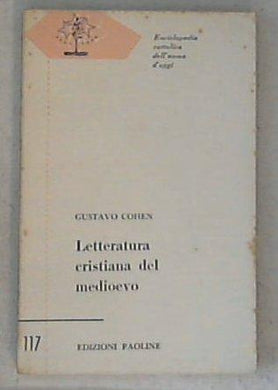 Enciclopedia
cattolica
dell'uomo
d'oggi
GUSTAVO COHEN
Letteratura
cristiana del
medioevo
117
EDIZIONI PAOLINE